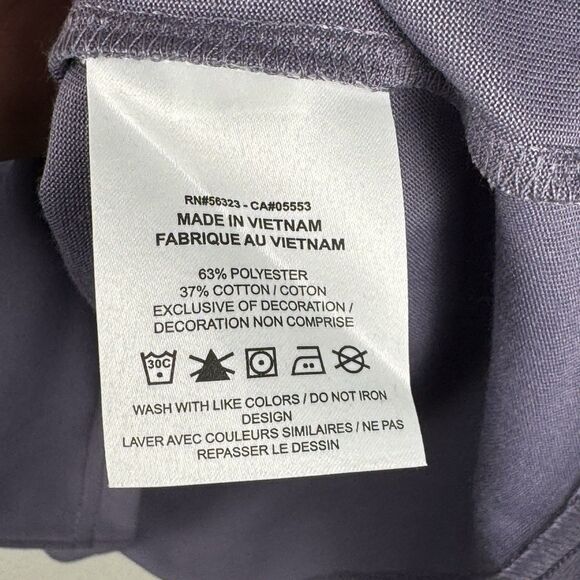 RN#56323 - CA#05553
MADE IN VIETNAM
FABRIQUE AU VIETNAM
63% POLYESTER
37% COTTON / COTON
EXCLUSIVE OF DECORATION /
DECORATION NON COMPRISE
30C
WASH WITH LIKE COLORS / DO NOT IRON
DESIGN
LAVER AVEC COULEURS SIMILAIRES / NE PAS
REPASSER LE DESSIN